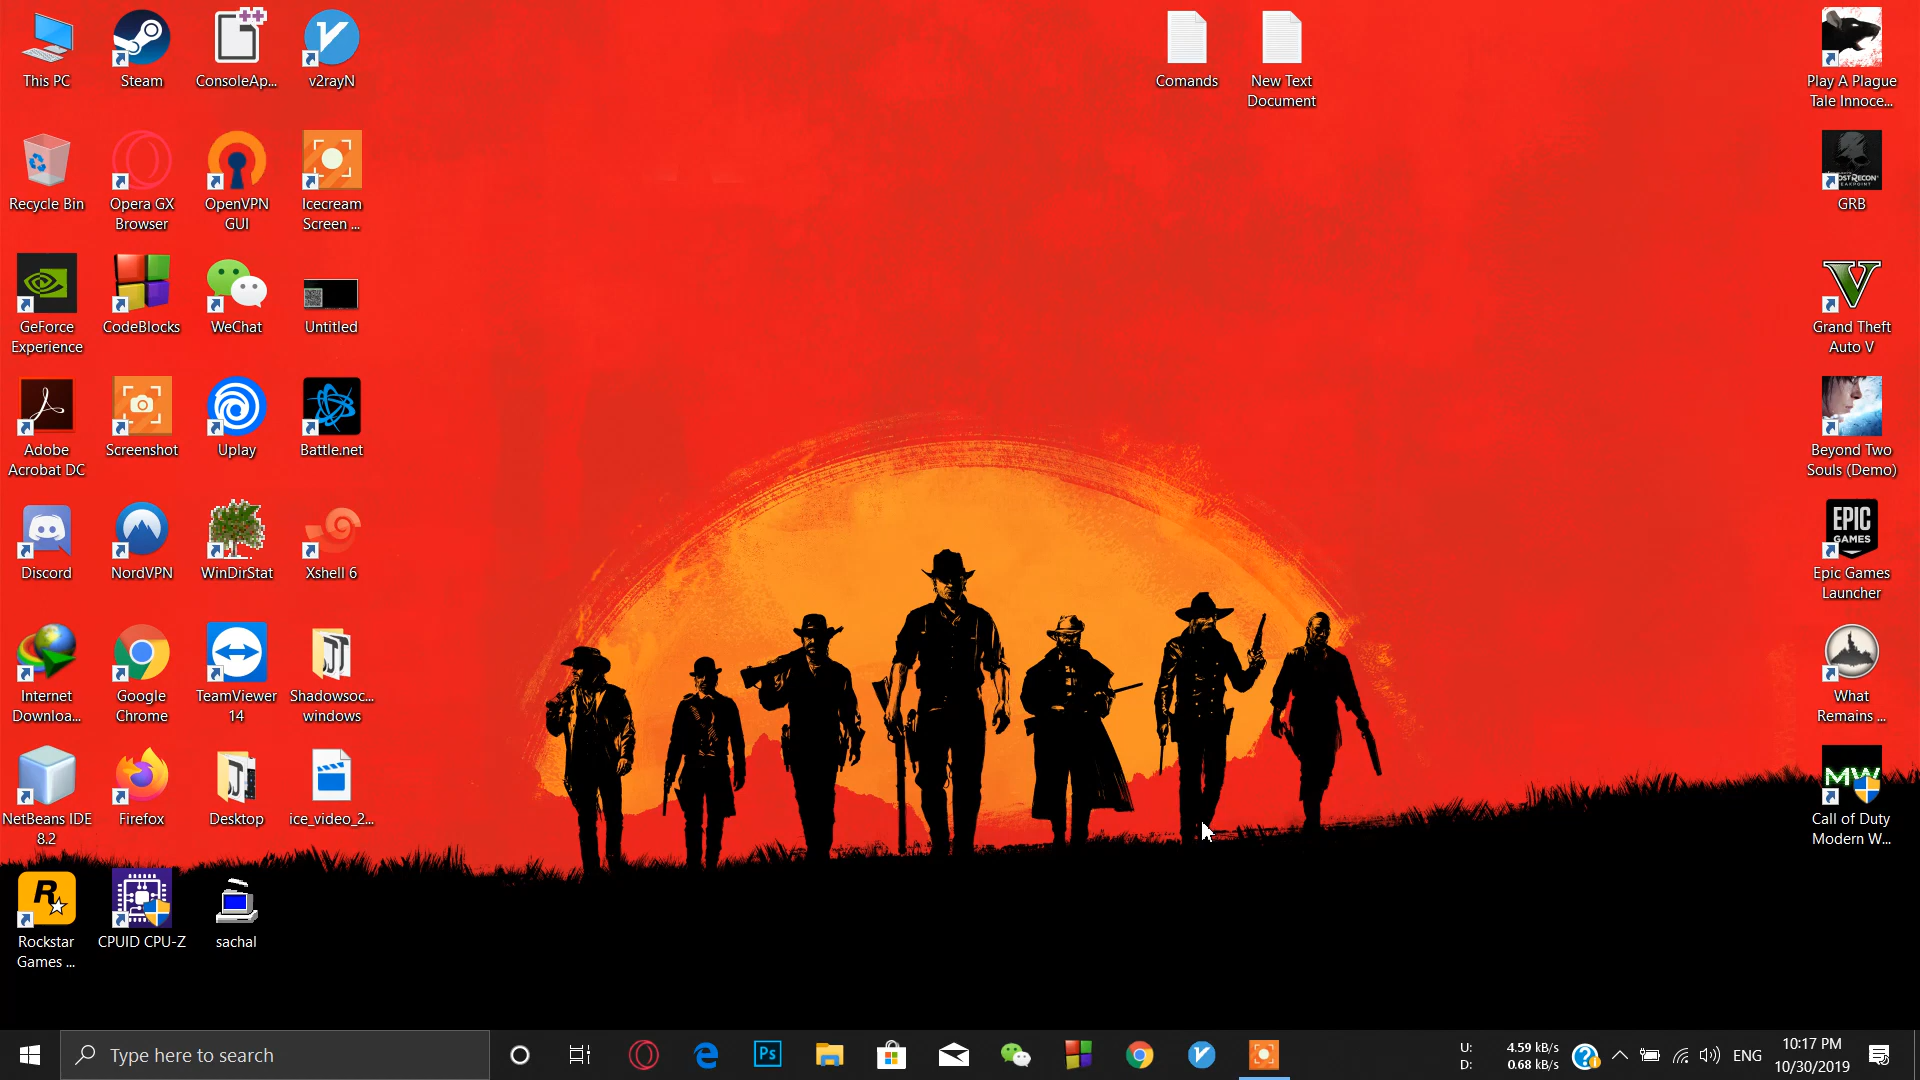 This PC
Steam
ConsoleAp...
v2rayN
Comands
New Text
Document
Play A Plague
Tale Innoce...
Recycle Bin
Opera GX
Browser
OpenVPN
GUI
Icecream
Screen ...
GRB
GeForce
Experience
CodeBlocks
WeChat
Untitled
Grand Theft
Auto V
Adobe
Acrobat DC
Screenshot
Uplay
Battle.net
Beyond Two
Souls (Demo)
Discord
NordVPN
WinDirStat
Xshell 6
EPIC
GAMES
Epic Games
Launcher
Internet
Downloa...
Google
Chrome
TeamViewer
14
Shadowsoc...
windows
What
Remains ...
NetBeans IDE
8.2
Firefox
Desktop
ice_video_2...
MW
Call of Duty
Modern W...
Rockstar
Games ...
CPUID CPU-Z
sachal
Type here to search
Ps
U: 4.59 kB/s
D: 0.68 kB/s
ENG
10:17 PM
10/30/2019